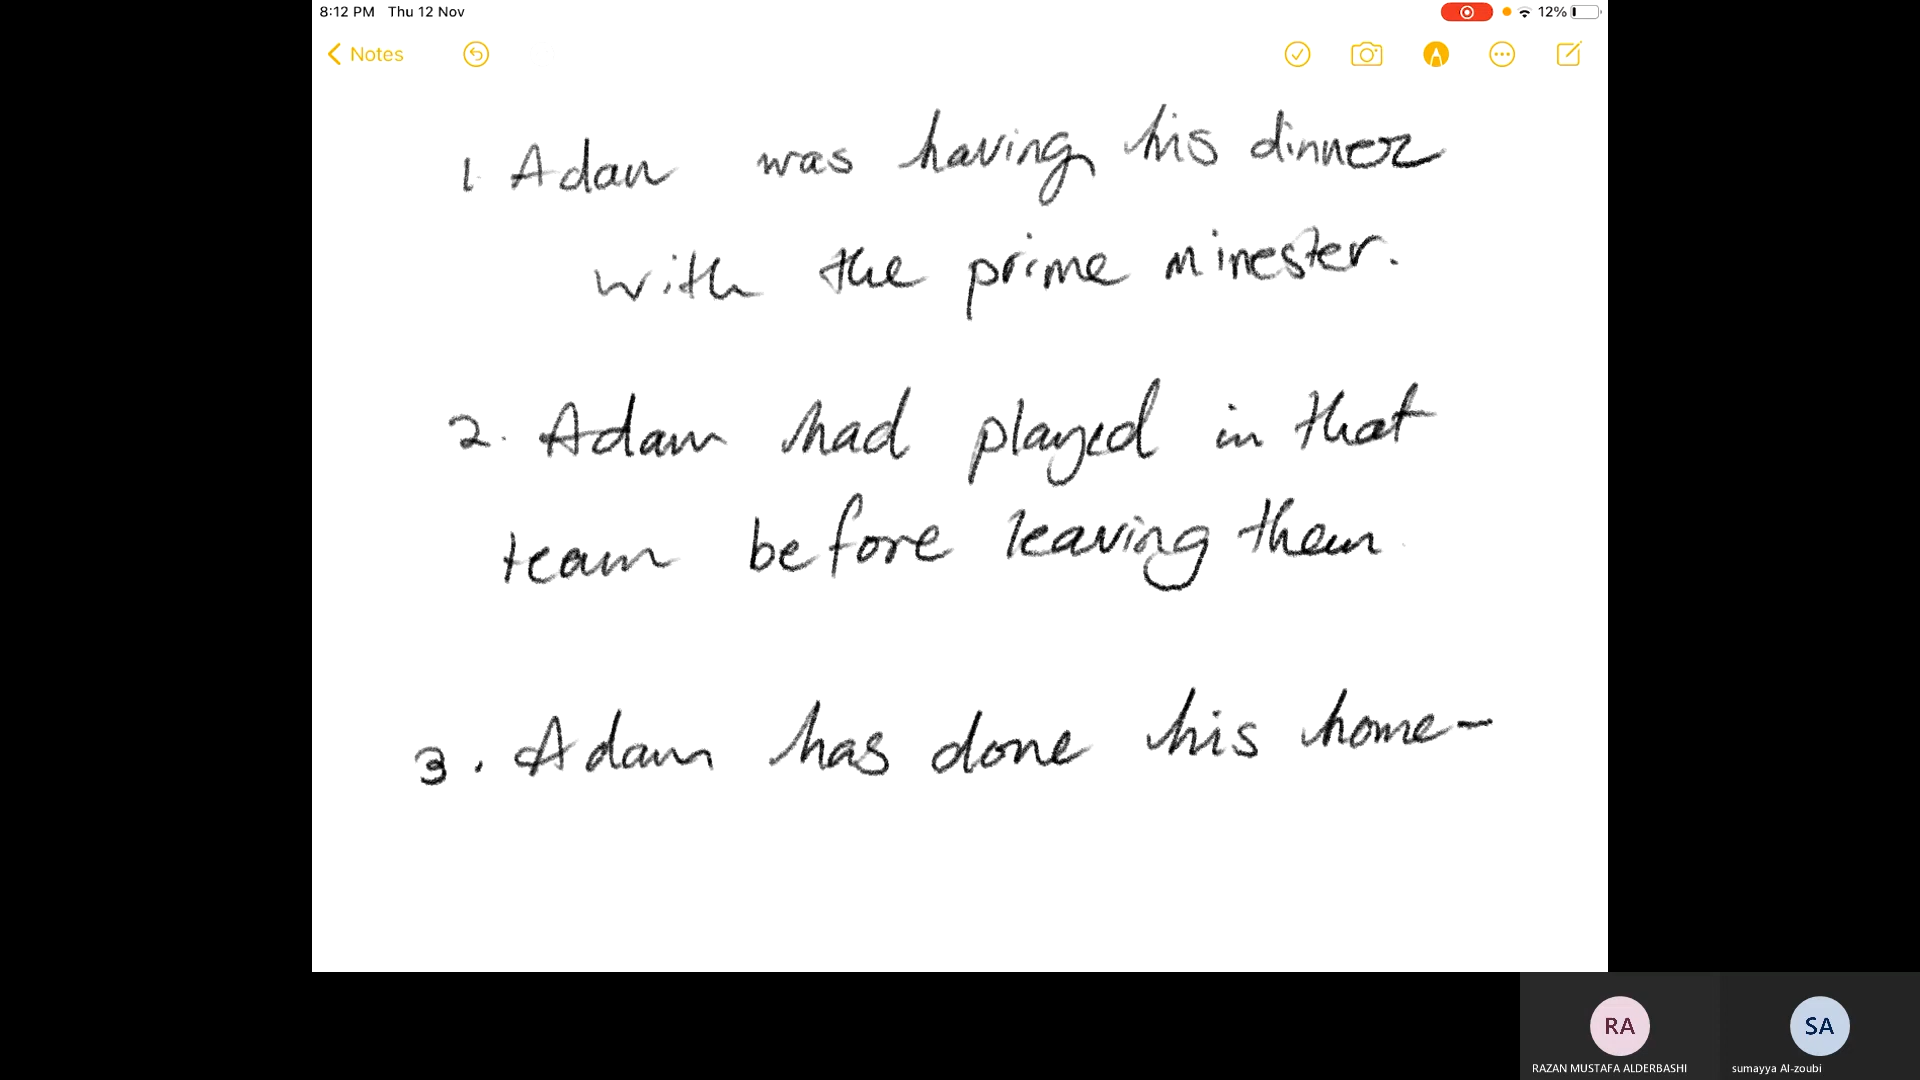 8:12 PM Thu 12 Nov
12%
Notes
1. Adam was having his dinner
with the prime minester.
2. Adam had played in that
team before leaving them
3. Adam has done his home-
RA
SA
RAZAN MUSTAFA ALDERBASHI
sumayya Al-zoubi